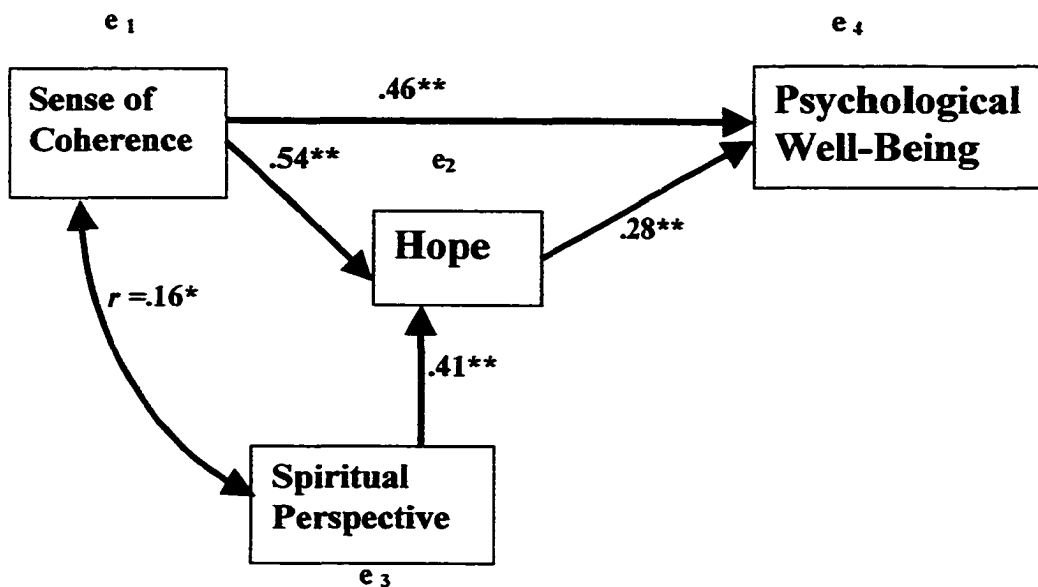 e 1
e 4
Sense of
Coherence
.46**
Psychological
Well-Being
.54**
e2
Hope
.28**
r =.16*
.41**
Spiritual
Perspective
e 3